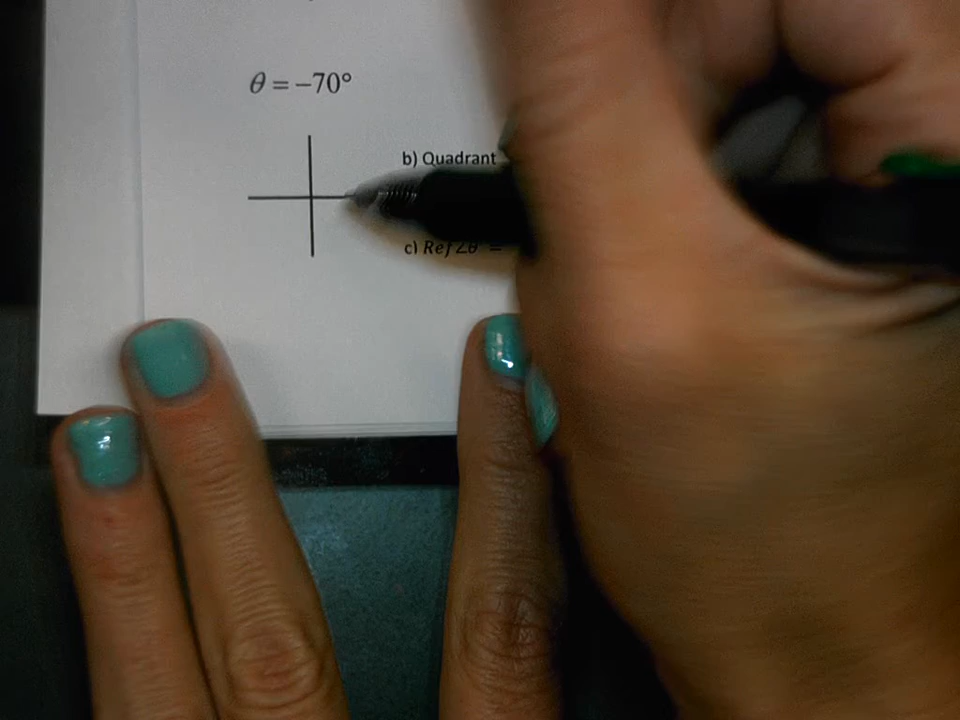 θ = −70°
b) Quadrant
c) Ref∠θ =